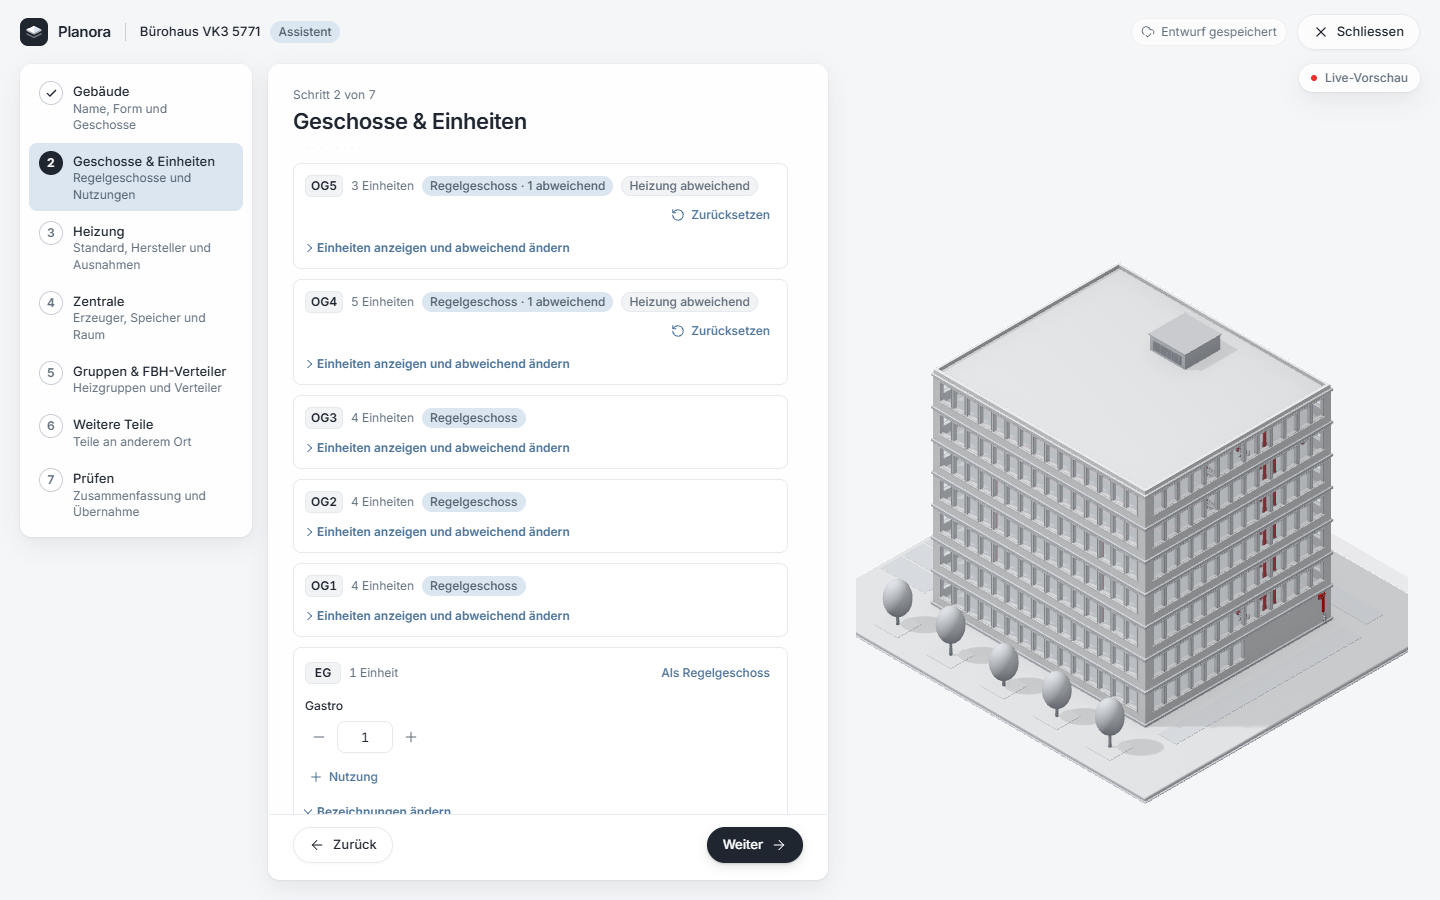 Planora
Bürohaus VK3 5771
Assistent
Entwurf gespeichert
Schliessen
Gebäude
Name, Form und
Geschosse
2
Geschosse & Einheiten
Regelgeschosse und
Nutzungen
3
Heizung
Standard, Hersteller und
Ausnahmen
4
Zentrale
Erzeuger, Speicher und
Raum
5
Gruppen & FBH-Verteiler
Heizgruppen und Verteiler
6
Weitere Teile
Teile an anderem Ort
7
Prüfen
Zusammenfassung und
Übernahme
Schritt 2 von 7
Geschosse & Einheiten
OG5 3 Einheiten Regelgeschoss · 1 abweichend Heizung abweichend
Zurücksetzen
Einheiten anzeigen und abweichend ändern
OG4 5 Einheiten Regelgeschoss · 1 abweichend Heizung abweichend
Zurücksetzen
Einheiten anzeigen und abweichend ändern
OG3 4 Einheiten Regelgeschoss
Einheiten anzeigen und abweichend ändern
OG2 4 Einheiten Regelgeschoss
Einheiten anzeigen und abweichend ändern
OG1 4 Einheiten Regelgeschoss
Einheiten anzeigen und abweichend ändern
EG 1 Einheit Als Regelgeschoss
Gastro
1
Nutzung
Bezeichnungen ändern
Zurück
Weiter
Live-Vorschau